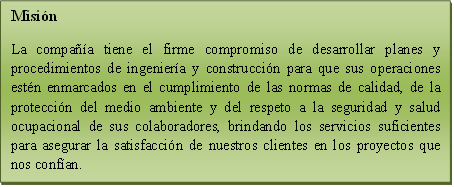 Misión
La compañía tiene el firme compromiso de desarrollar planes y
procedimientos de ingeniería y construcción para que sus operaciones
estén enmarcados en el cumplimiento de las normas de calidad, de la
protección del medio ambiente y del respeto a la seguridad y salud
ocupacional de sus colaboradores, brindando los servicios suficientes
para asegurar la satisfacción de nuestros clientes en los proyectos que
nos confían.